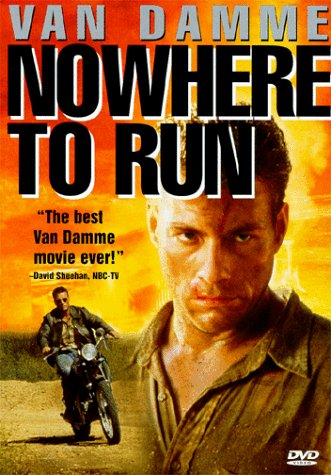 VAN DAMME
NOWHERE
TO RUN
“The best
Van Damme
movie ever!”
—David Sheehan, NBC-TV
DVD
VIDEO